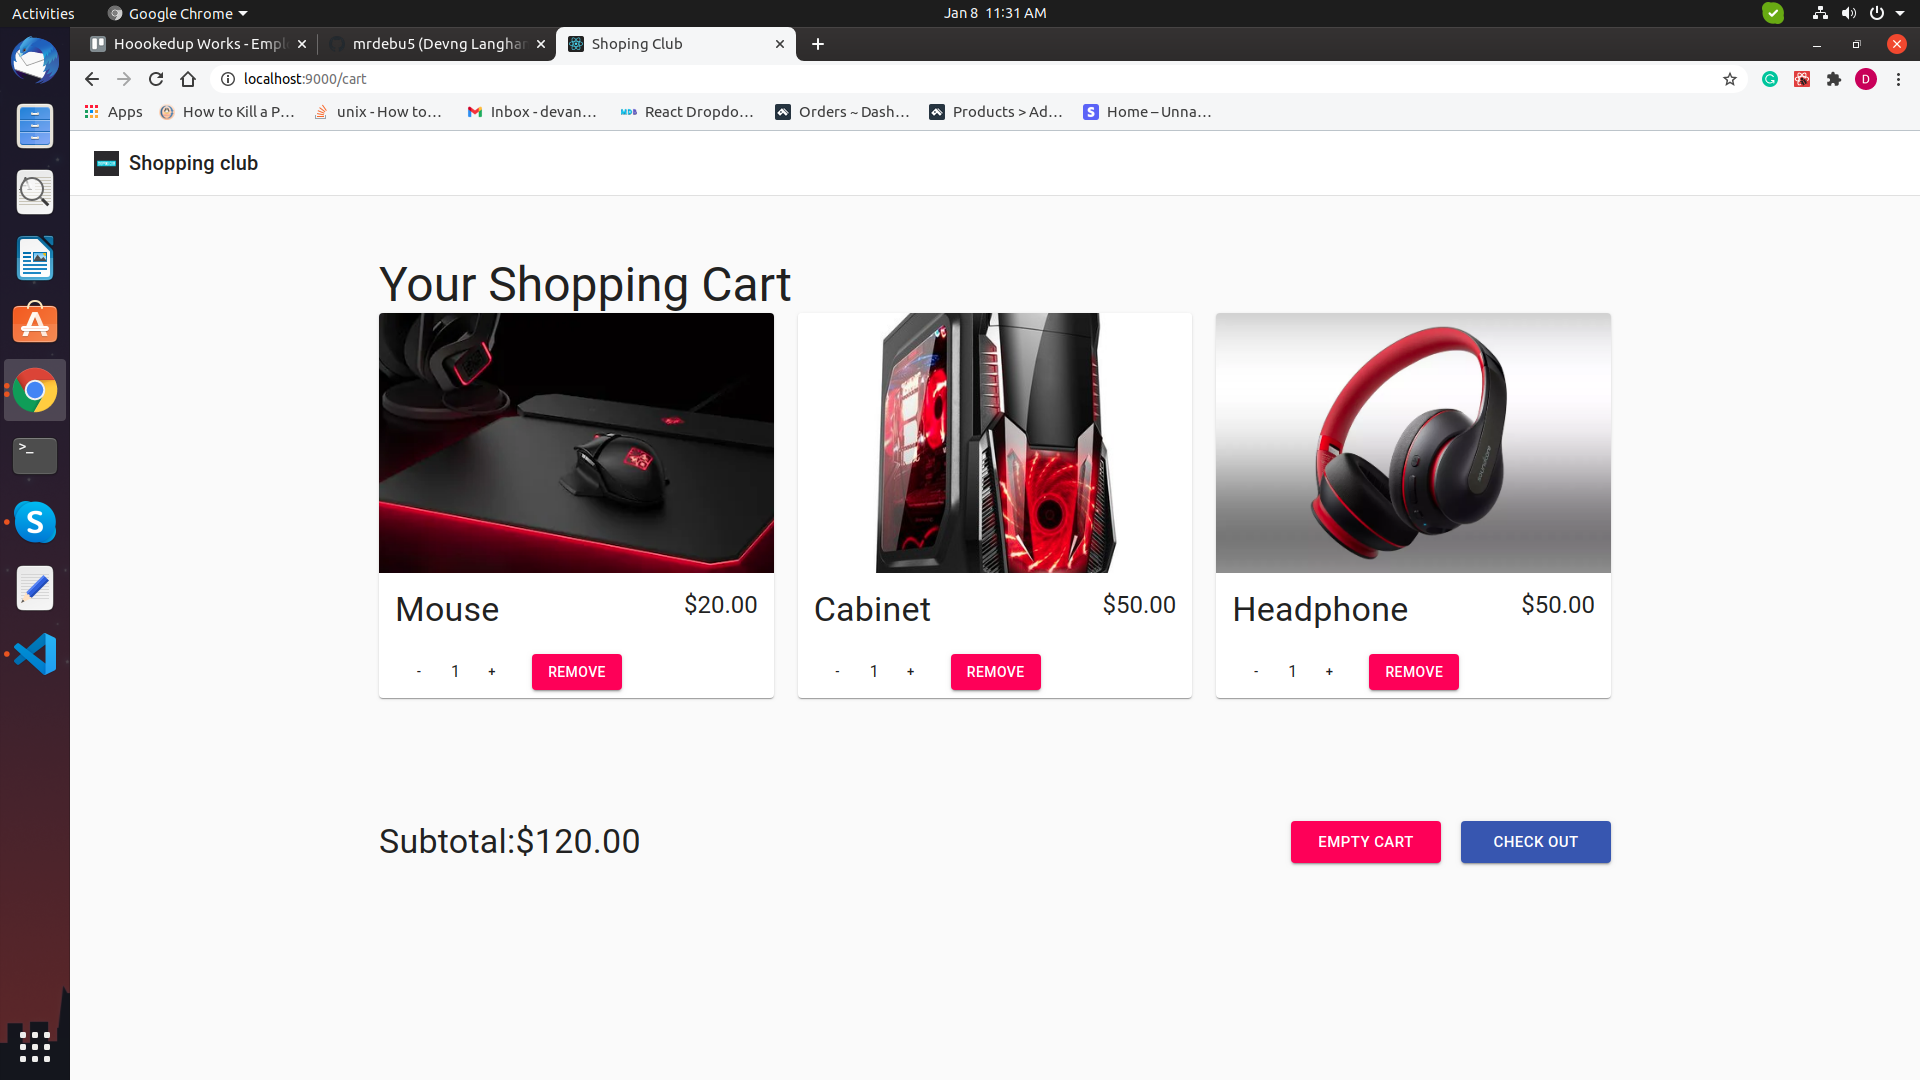 Activities Google Chrome Jan 8 11:31 AM
Hoookedup Works - Empl mrdebu5 (Devng Langhar Shoping Club
localhost:9000/cart D
Apps How to Kill a P... unix - How to... Inbox - devan... MDB React Dropdo... Orders ~ Dash... Products > Ad... S Home – Unna...
Shopping club
Your Shopping Cart
Mouse $20.00
- 1 + REMOVE
Cabinet $50.00
- 1 + REMOVE
Headphone $50.00
- 1 + REMOVE
Subtotal:$120.00
EMPTY CART CHECK OUT